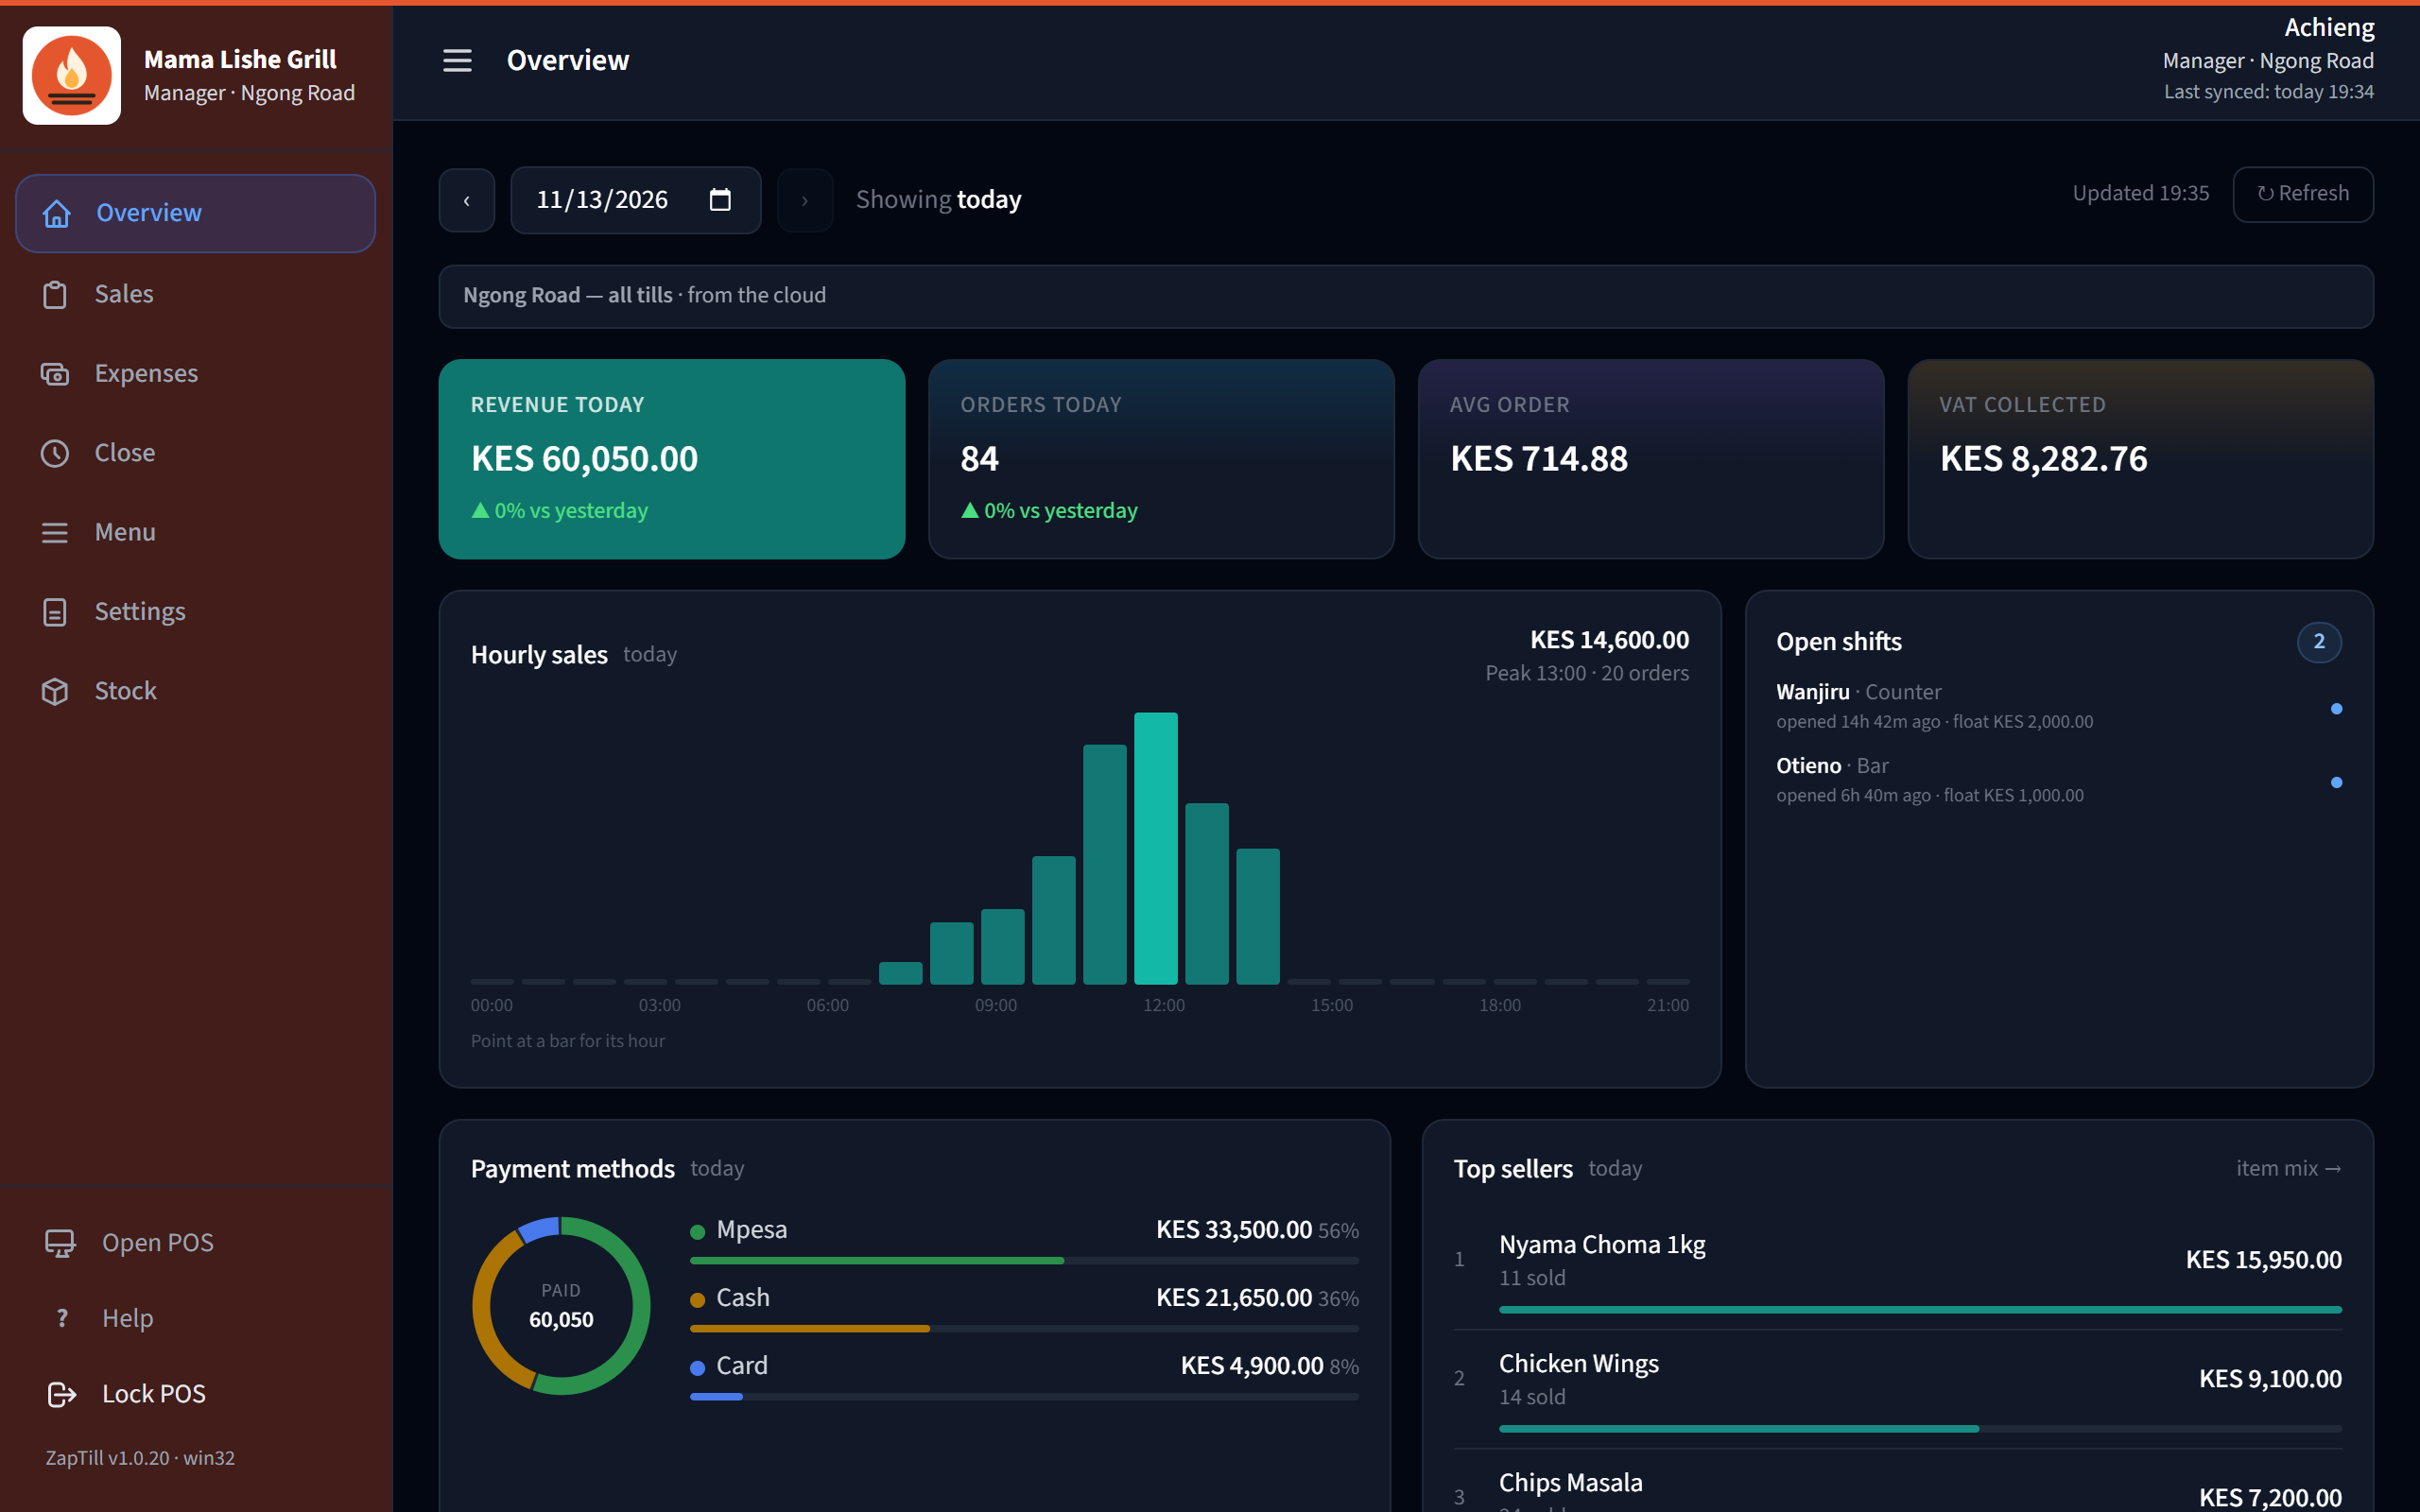 Mama Lishe Grill
Manager · Ngong Road
Overview
Sales
Expenses
Close
Menu
Settings
Stock
Open POS
? Help
Lock POS
ZapTill v1.0.20 · win32
Overview
Achieng
Manager · Ngong Road
Last synced: today 19:34
‹ 11/13/2026 › Showing today
Updated 19:35 ↻ Refresh
Ngong Road — all tills · from the cloud
REVENUE TODAY
KES 60,050.00
▲ 0% vs yesterday
ORDERS TODAY
84
▲ 0% vs yesterday
AVG ORDER
KES 714.88
VAT COLLECTED
KES 8,282.76
Hourly sales today
KES 14,600.00
Peak 13:00 · 20 orders
00:00 03:00 06:00 09:00 12:00 15:00 18:00 21:00
Point at a bar for its hour
Open shifts 2
Wanjiru · Counter
opened 14h 42m ago · float KES 2,000.00
Otieno · Bar
opened 6h 40m ago · float KES 1,000.00
Payment methods today
PAID
60,050
Mpesa KES 33,500.00 56%
Cash KES 21,650.00 36%
Card KES 4,900.00 8%
Top sellers today item mix →
1 Nyama Choma 1kg KES 15,950.00
11 sold
2 Chicken Wings KES 9,100.00
14 sold
3 Chips Masala KES 7,200.00